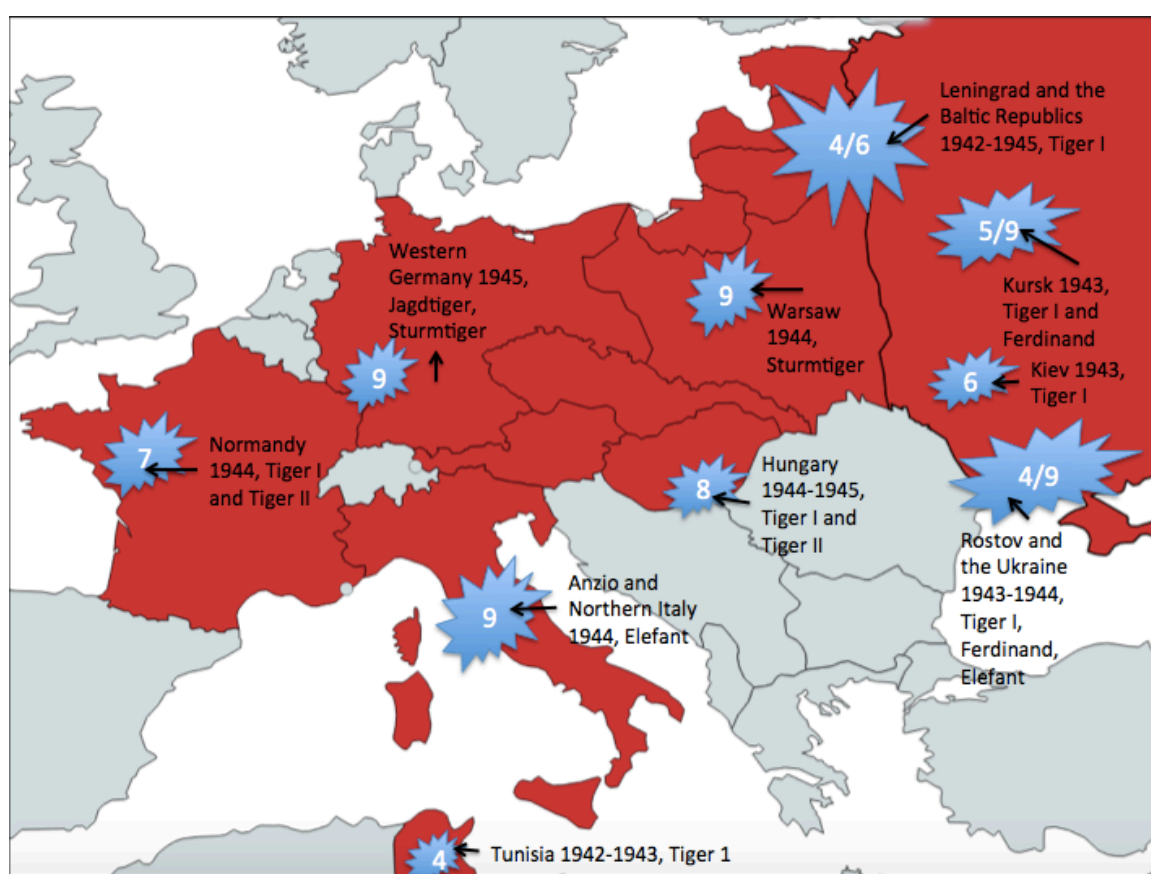 Leningrad and the
Baltic Republics
1942-1945, Tiger I
4/6
5/9
Kursk 1943,
Tiger I and
Ferdinand
Western
Germany 1945,
Jagdtiger,
Sturmtiger
9
9
Warsaw
1944,
Sturmtiger
6
Kiev 1943,
Tiger I
7
Normandy
1944, Tiger I
and Tiger II
8
Hungary
1944-1945,
Tiger I and
Tiger II
4/9
Rostov and
the Ukraine
1943-1944,
Tiger I,
Ferdinand,
Elefant
9
Anzio and
Northern Italy
1944, Elefant
4
Tunisia 1942-1943, Tiger 1